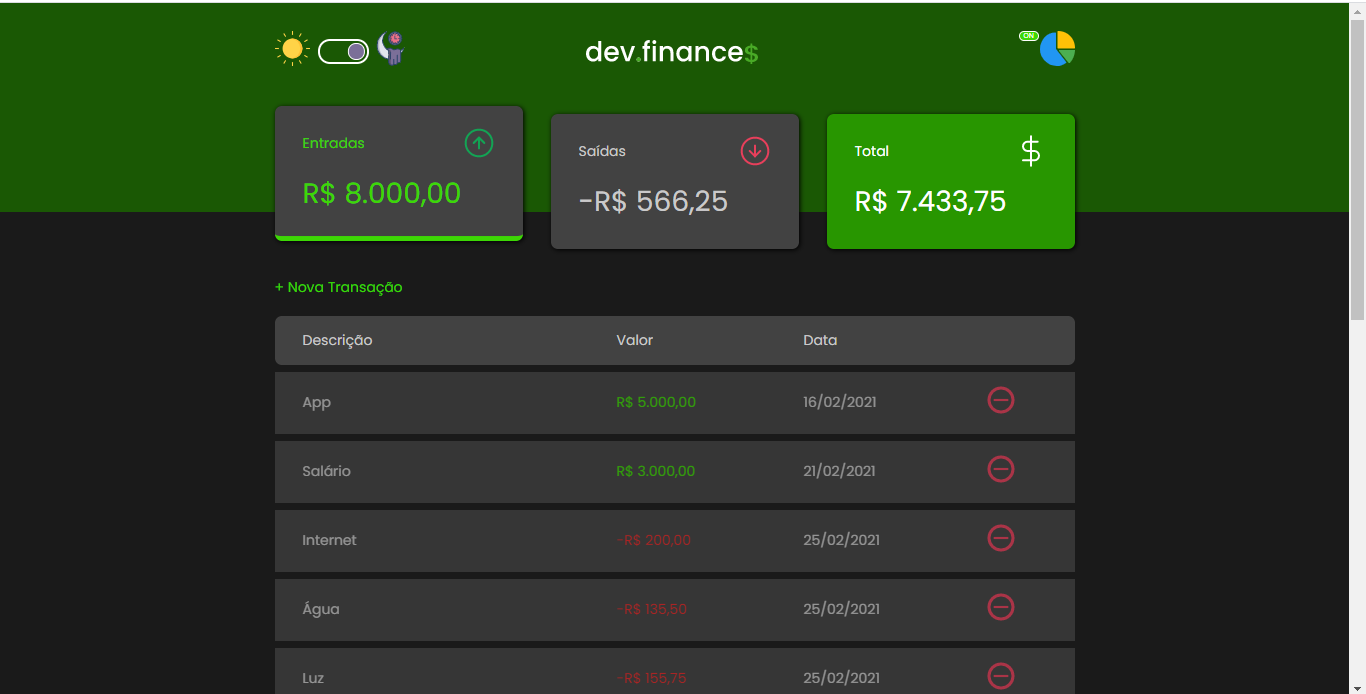 dev.finance$
ON
Entradas
R$ 8.000,00
Saídas
-R$ 566,25
Total
$
R$ 7.433,75
+ Nova Transação
Descrição Valor Data
App R$ 5.000,00 16/02/2021
Salário R$ 3.000,00 21/02/2021
Internet -R$ 200,00 25/02/2021
Água -R$ 135,50 25/02/2021
Luz -R$ 155,75 25/02/2021